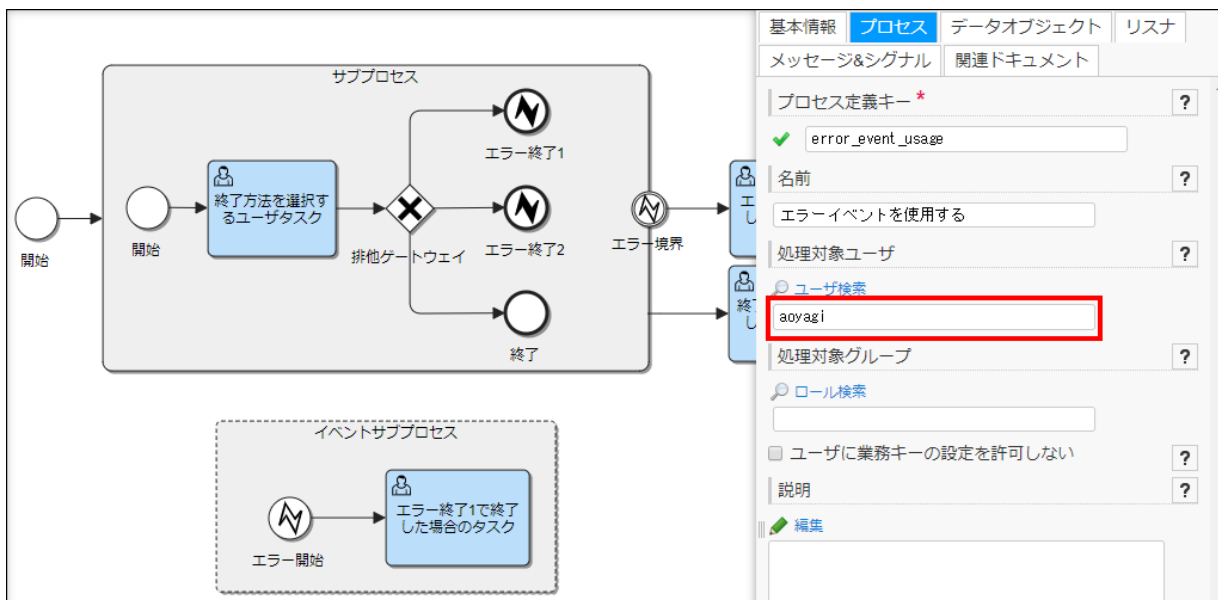 サブプロセス
エラー終了1
終了方法を選択す
るユーザタスク
開始
開始
排他ゲートウェイ
エラー終了2
エラー境界
エ
し
終了
終
し
イベントサブプロセス
エラー終了1で終了
した場合のタスク
エラー開始
基本情報
プロセス
データオブジェクト
リスナ
メッセージ&シグナル
関連ドキュメント
プロセス定義キー *
?
error_event_usage
名前
?
エラーイベントを使用する
処理対象ユーザ
?
ユーザ検索
aoyagi
処理対象グループ
?
ロール検索
ユーザに業務キーの設定を許可しない
?
説明
?
編集